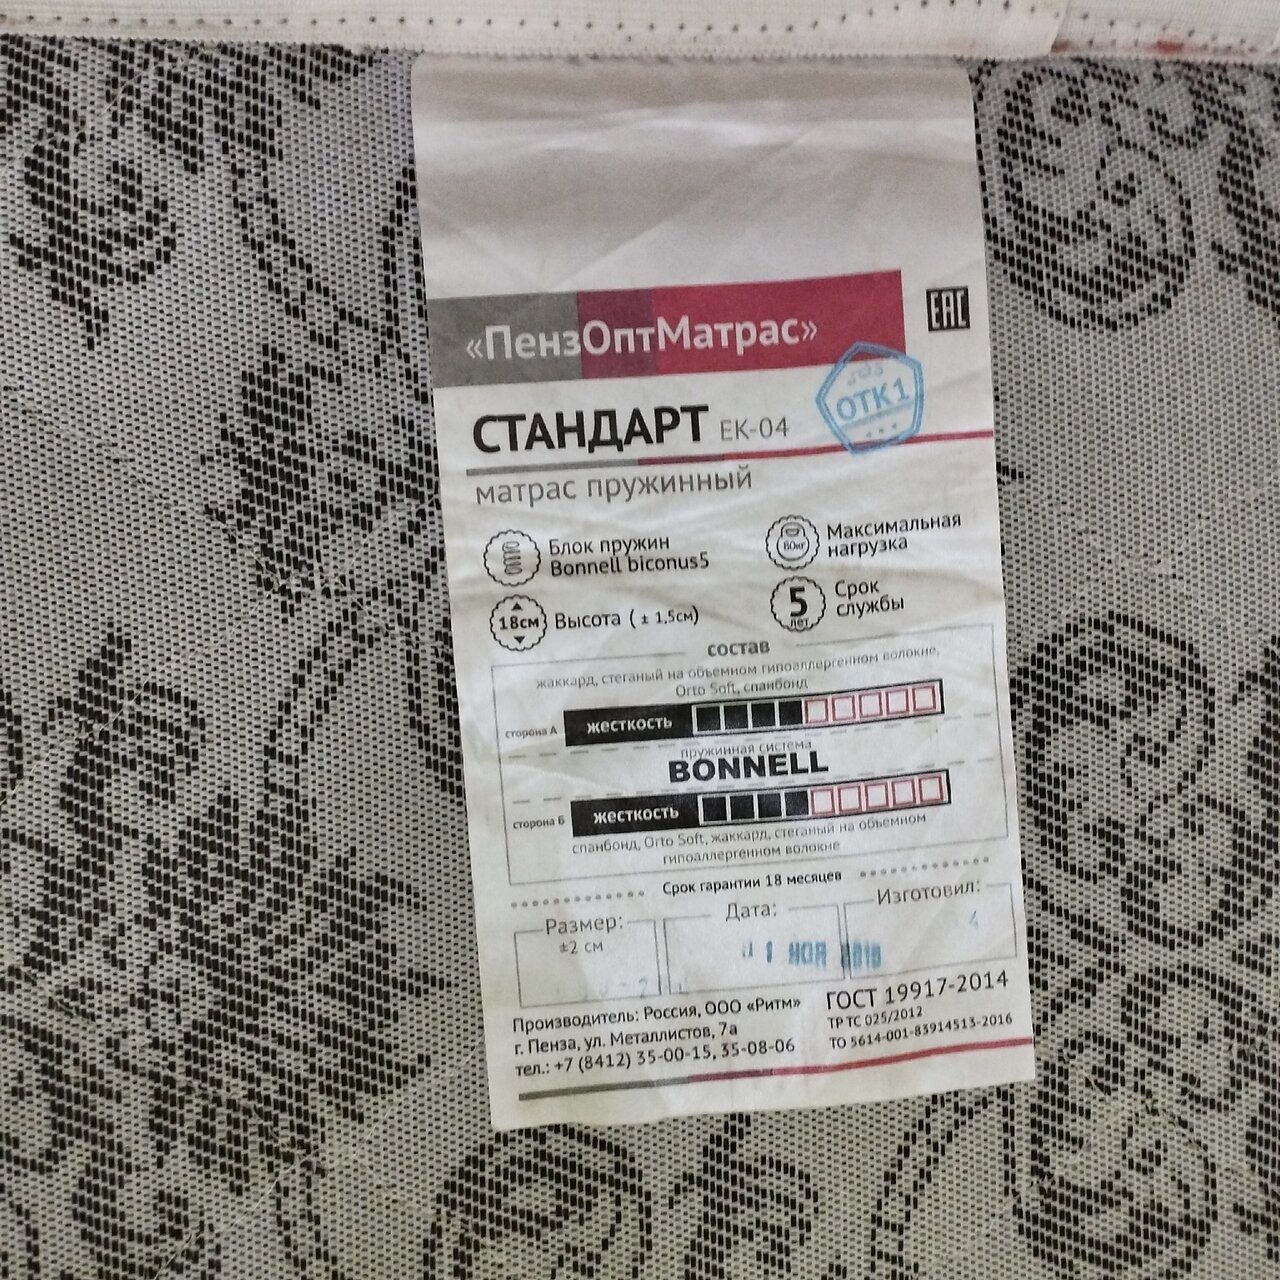 «ПензОптМатрас»
EAC
ОТК1
СТАНДАРТ ЕК-04
матрас пружинный
Блок пружин
Bonnell biconus5
80кг
Максимальная
нагрузка
18см
Высота ( ± 1,5см)
5
лет
Срок
службы
состав
жаккард, стеганый на объемном гипоаллергенном волокне,
Orto Soft, спанбонд
сторона А
жесткость
пружинная система
BONNELL
сторона Б
жесткость
спанбонд, Orto Soft, жаккард, стеганый на объемном
гипоаллергенном волокне
Срок гарантии 18 месяцев
Размер:
±2 см
Дата:
НОЯ
Изготовил:
4
Производитель: Россия, ООО «Ритм»
г. Пенза, ул. Металлистов, 7а
тел.: +7 (8412) 35-00-15, 35-08-06
ГОСТ 19917-2014
ТР ТС 025/2012
ТО 5614-001-83914513-2016